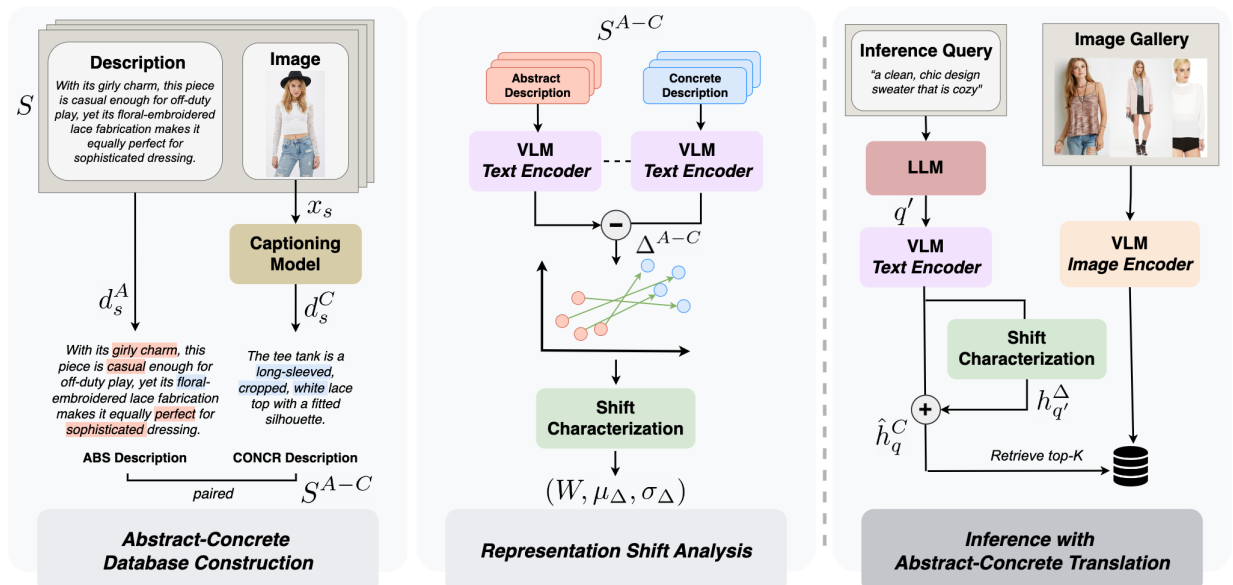 S
Description
With its girly charm, this piece
is casual enough for off-duty
play, yet its floral-embroidered
lace fabrication makes it
equally perfect for
sophisticated dressing.
Image
x_s
Captioning
Model
d_s^A
d_s^C
With its girly charm, this
piece is casual enough for
off-duty play, yet its floral-
embroidered lace fabrication
makes it equally perfect for
sophisticated dressing.
The tee tank is a
long-sleeved,
cropped, white lace
top with a fitted
silhouette.
ABS Description
CONCR Description
paired
S^{A-C}
Abstract-Concrete
Database Construction
S^{A-C}
Abstract
Description
Concrete
Description
VLM
Text Encoder
VLM
Text Encoder
−
Δ^{A-C}
Shift
Characterization
(W, μ_Δ, σ_Δ)
Representation Shift Analysis
Inference Query
"a clean, chic design
sweater that is cozy"
Image Gallery
LLM
q′
VLM
Text Encoder
VLM
Image Encoder
Shift
Characterization
+
h_{q′}^Δ
ĥ_q^C
Retrieve top-K
Inference with
Abstract-Concrete Translation